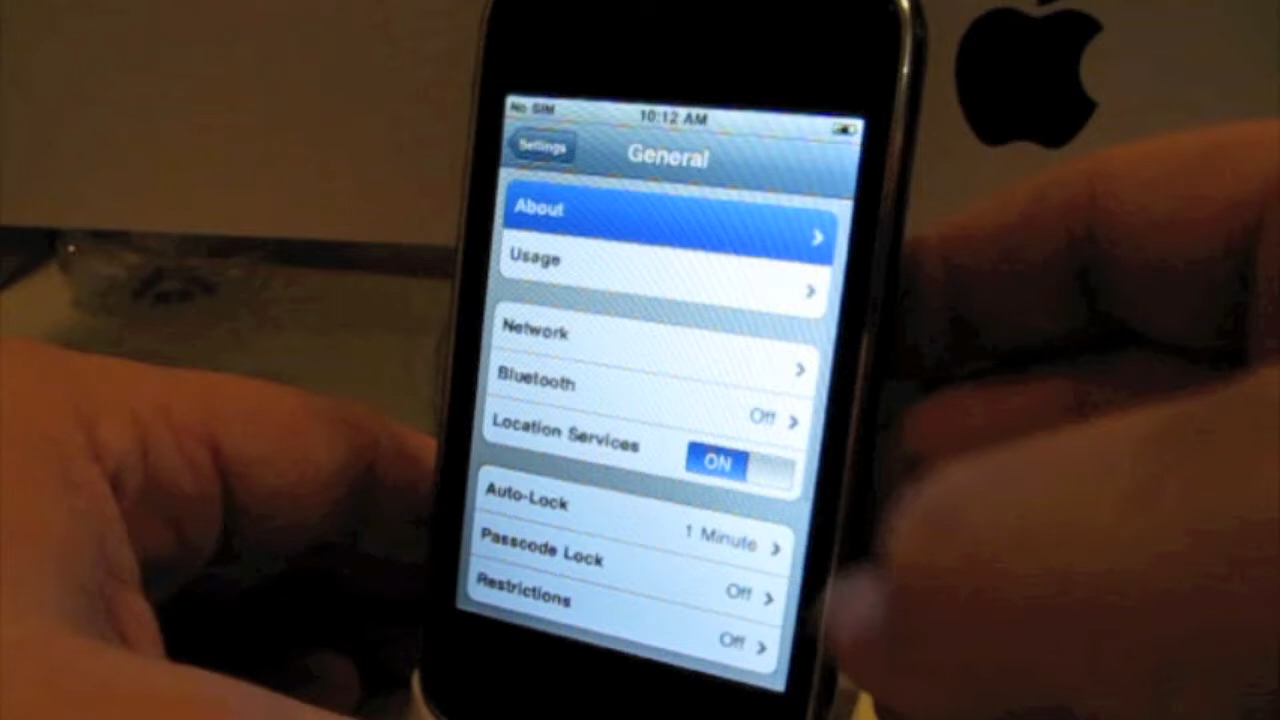 No SIM 10:12 AM
Settings General
About
Usage
Network
Bluetooth Off
Location Services ON
Auto-Lock 1 Minute
Passcode Lock Off
Restrictions Off